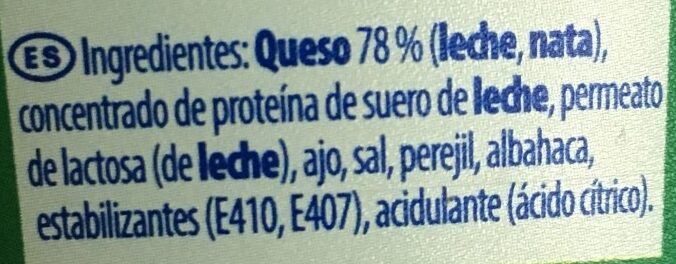 ES Ingredientes: Queso 78 % (leche, nata),
concentrado de proteína de suero de leche, permeato
de lactosa (de leche), ajo, sal, perejil, albahaca,
estabilizantes (E410, E407), acidulante (ácido cítrico).